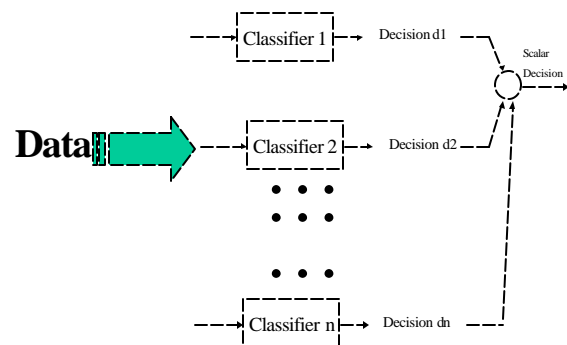 Classifier 1
Decision d1
Scalar
Decision
Data
Classifier 2
Decision d2
Classifier n
Decision dn